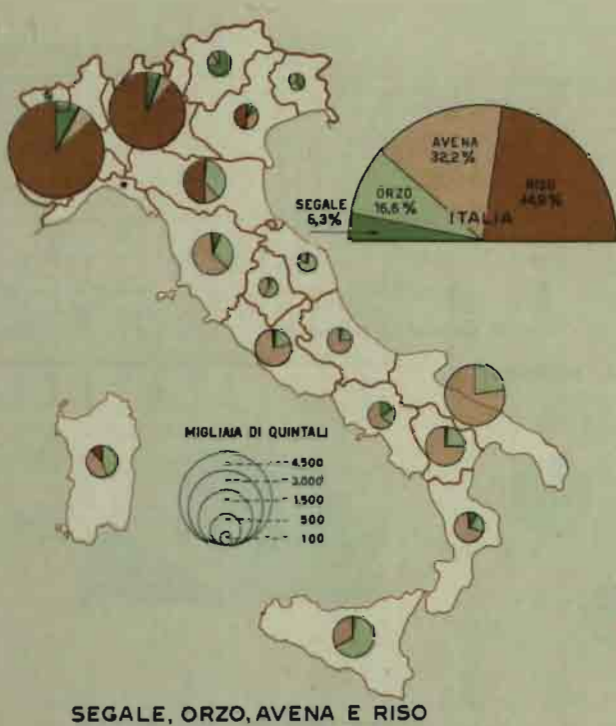 AVENA
32,2%
ORZO
16,6%
RISO
44,9%
SEGALE
6,3%
ITALIA
MIGLIAIA DI QUINTALI
4.500
3.000
1.500
500
100
SEGALE, ORZO, AVENA E RISO